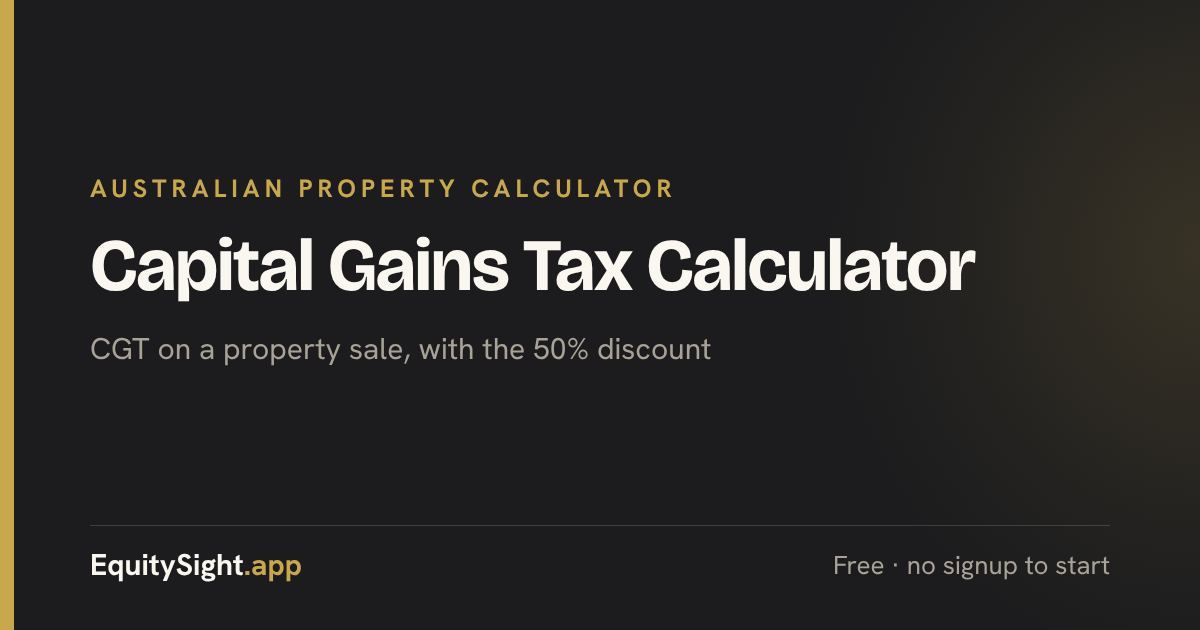 AUSTRALIAN PROPERTY CALCULATOR
Capital Gains Tax Calculator
CGT on a property sale, with the 50% discount
EquitySight.app
Free · no signup to start